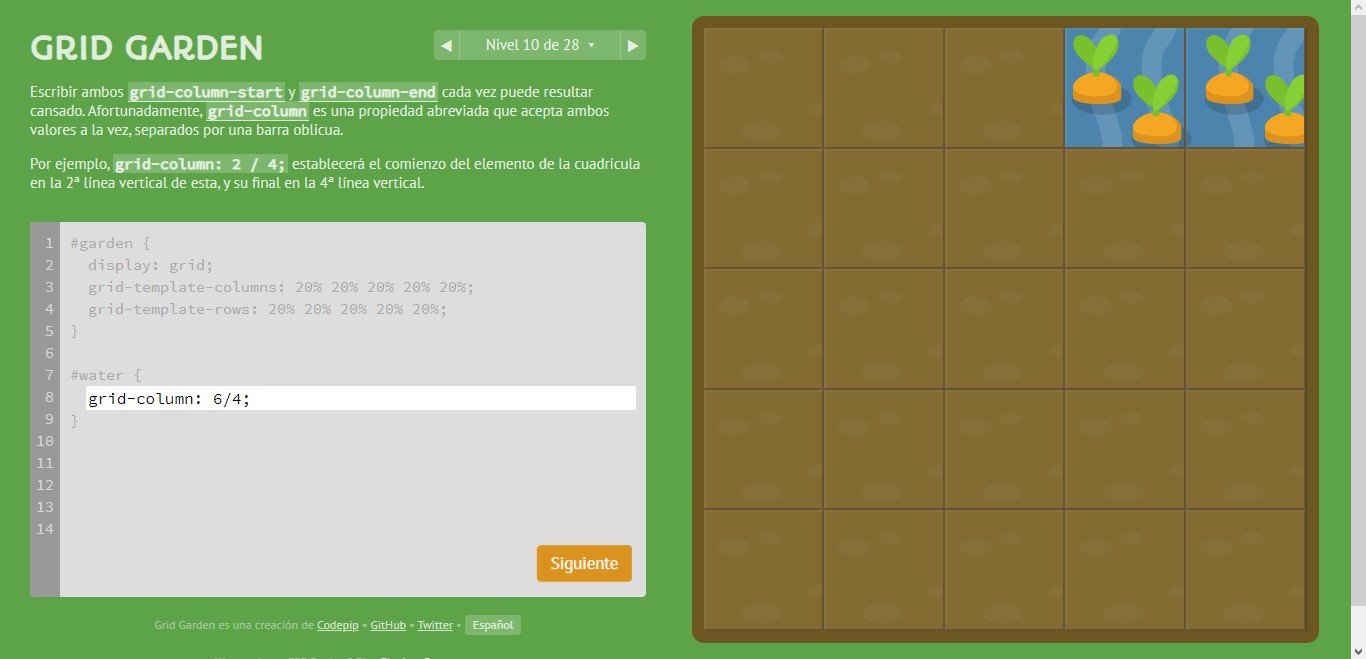 GRID GARDEN
◀ Nivel 10 de 28 ▾ ▶
Escribir ambos grid-column-start y grid-column-end cada vez puede resultar
cansado. Afortunadamente, grid-column es una propiedad abreviada que acepta ambos
valores a la vez, separados por una barra oblicua.
Por ejemplo, grid-column: 2 / 4; establecerá el comienzo del elemento de la cuadrícula
en la 2ª línea vertical de esta, y su final en la 4ª línea vertical.
1 #garden {
2 display: grid;
3 grid-template-columns: 20% 20% 20% 20% 20%;
4 grid-template-rows: 20% 20% 20% 20% 20%;
5 }
6
7 #water {
8 grid-column: 6/4;
9 }
10
11
12
13
14
Siguiente
Grid Garden es una creación de Codepip • GitHub • Twitter • Español